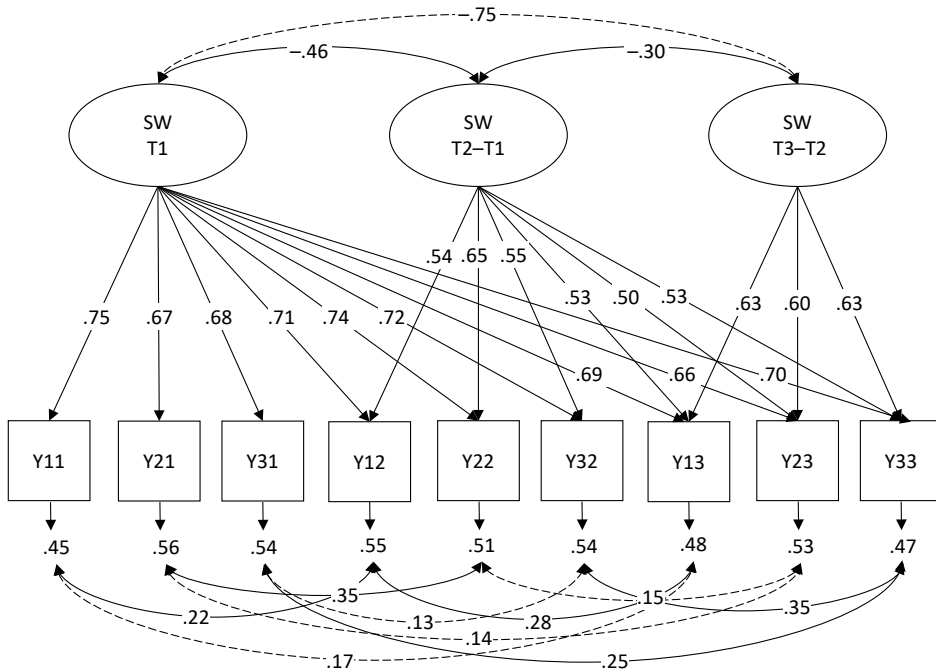 –.75
–.46
–.30
SW
T1
SW
T2–T1
SW
T3–T2
.54
.65
.55
.75
.67
.68
.71
.74
.72
.53
.50
.53
.63
.60
.63
.69
.66
.70
Y11
Y21
Y31
Y12
Y22
Y32
Y13
Y23
Y33
.45
.56
.54
.55
.51
.54
.48
.53
.47
.35
.15
.22
.13
.28
.35
.14
.17
.25